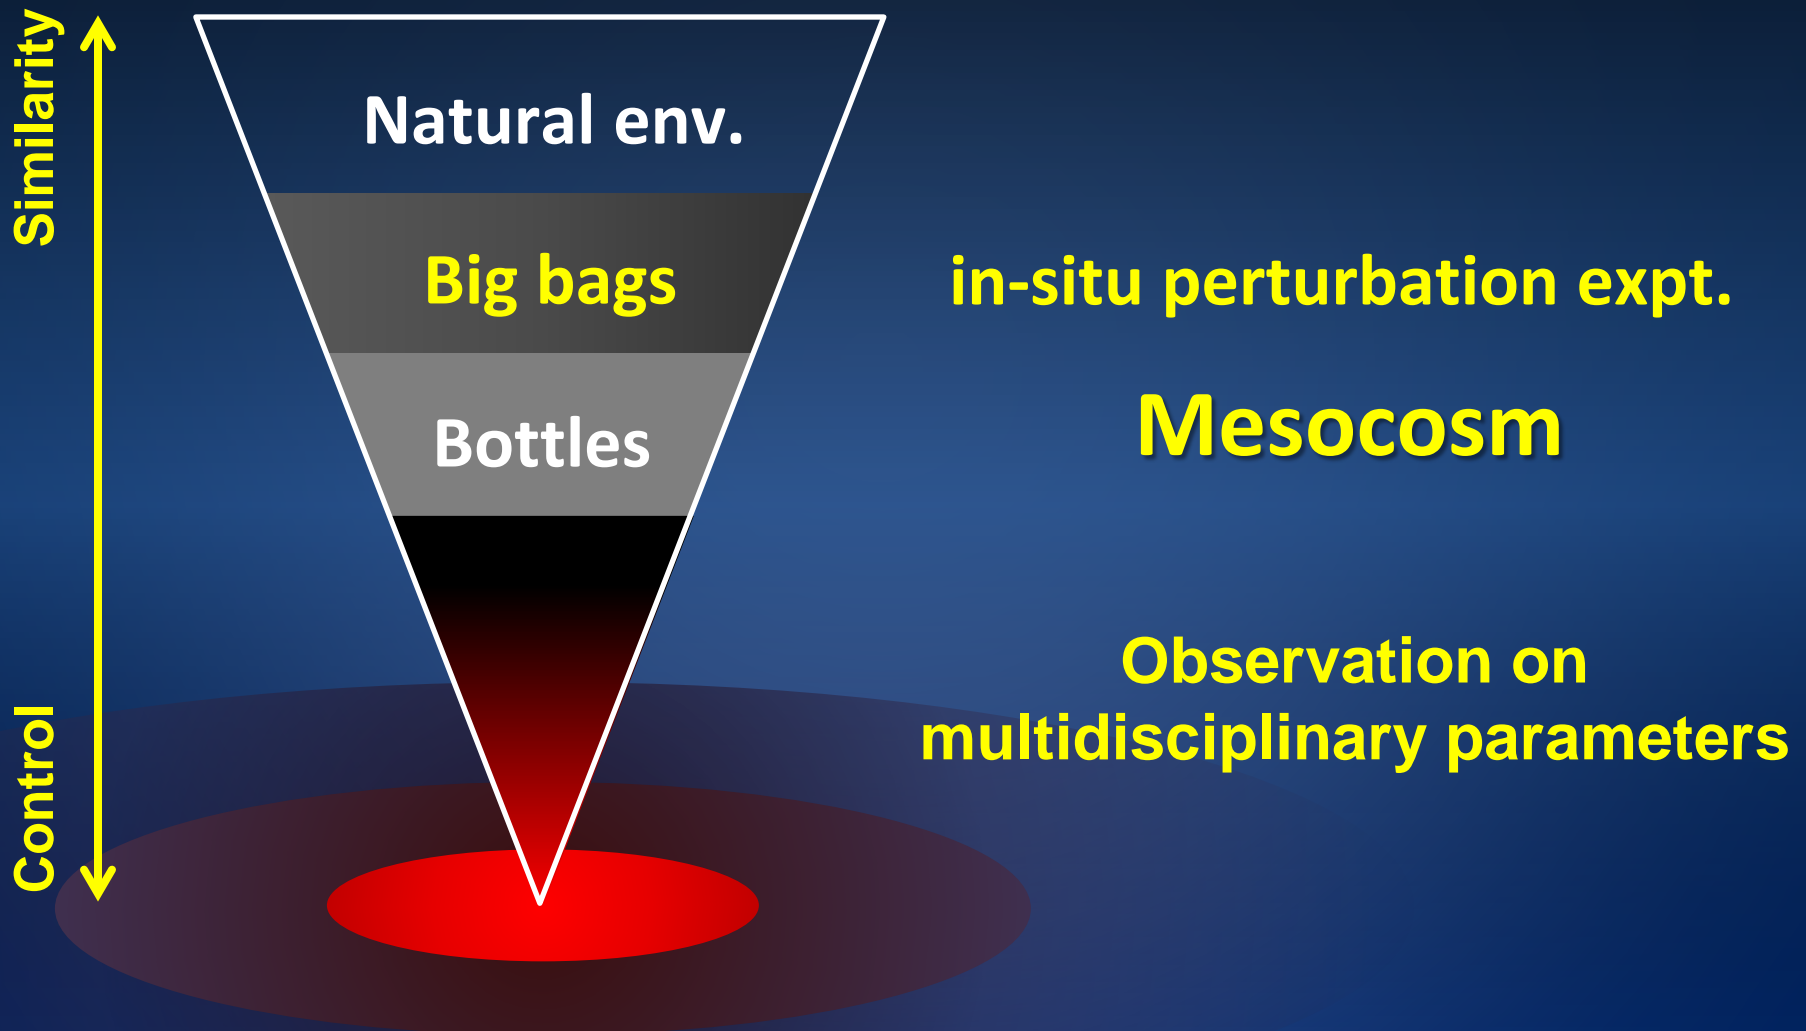 Similarity
Natural env.
Big bags
in-situ perturbation expt.
Bottles
Mesocosm
Observation on
multidisciplinary parameters
Control